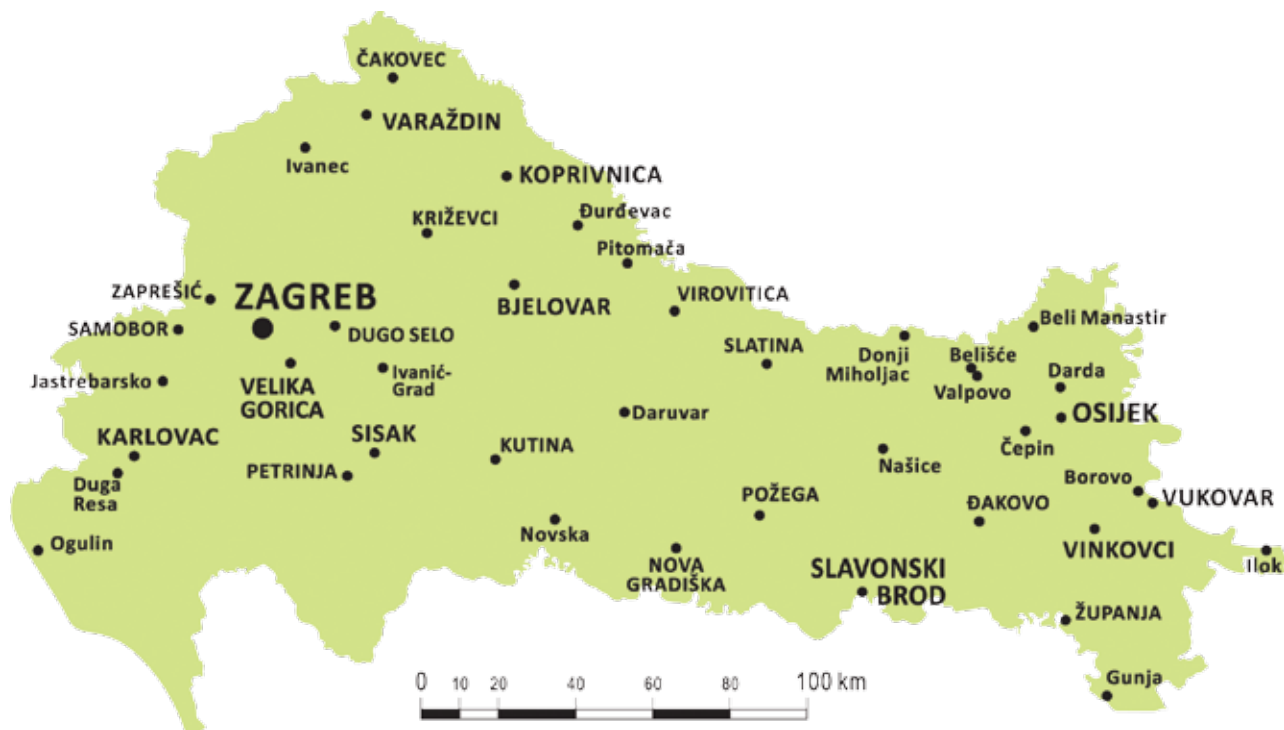 ČAKOVEC
VARAŽDIN
Ivanec
KOPRIVNICA
Đurđevac
KRIŽEVCI
Pitomača
ZAPREŠIĆ
ZAGREB
BJELOVAR
VIROVITICA
SAMOBOR
DUGO SELO
SLATINA
Donji
Miholjac
Belišće
Valpovo
Beli Manastir
Jastrebarsko
VELIKA
GORICA
Ivanić-
Grad
Darda
Daruvar
OSIJEK
KARLOVAC
SISAK
KUTINA
Čepin
PETRINJA
Našice
Duga
Resa
Borovo
POŽEGA
ĐAKOVO
VUKOVAR
Ogulin
Novska
VINKOVCI
NOVA
GRADIŠKA
SLAVONSKI
BROD
Ilok
ŽUPANJA
Gunja
0 10 20 40 60 80 100 km